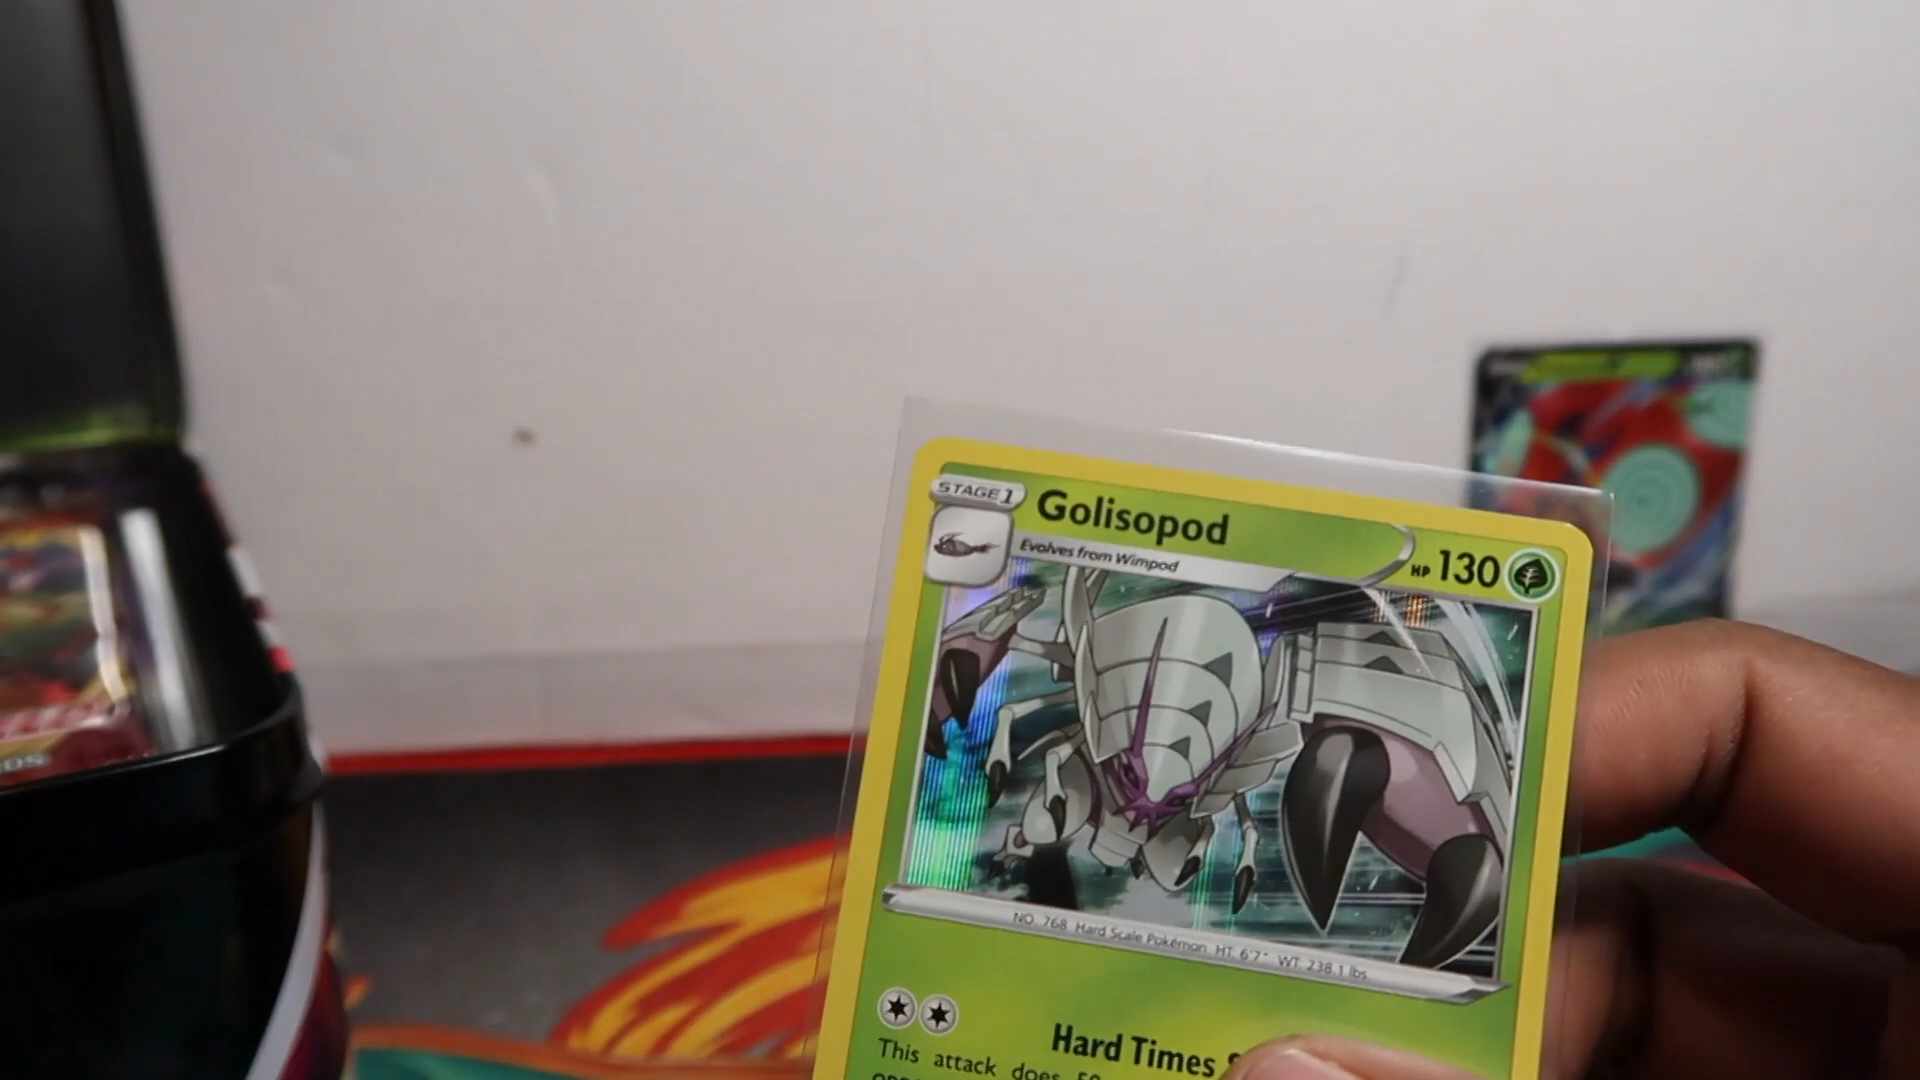 STAGE 1
Golisopod
HP 130
Evolves from Wimpod
NO. 768 Hard Scale Pokémon HT: 6'7" WT: 238.1 lbs.
Hard Times
This attack does 50